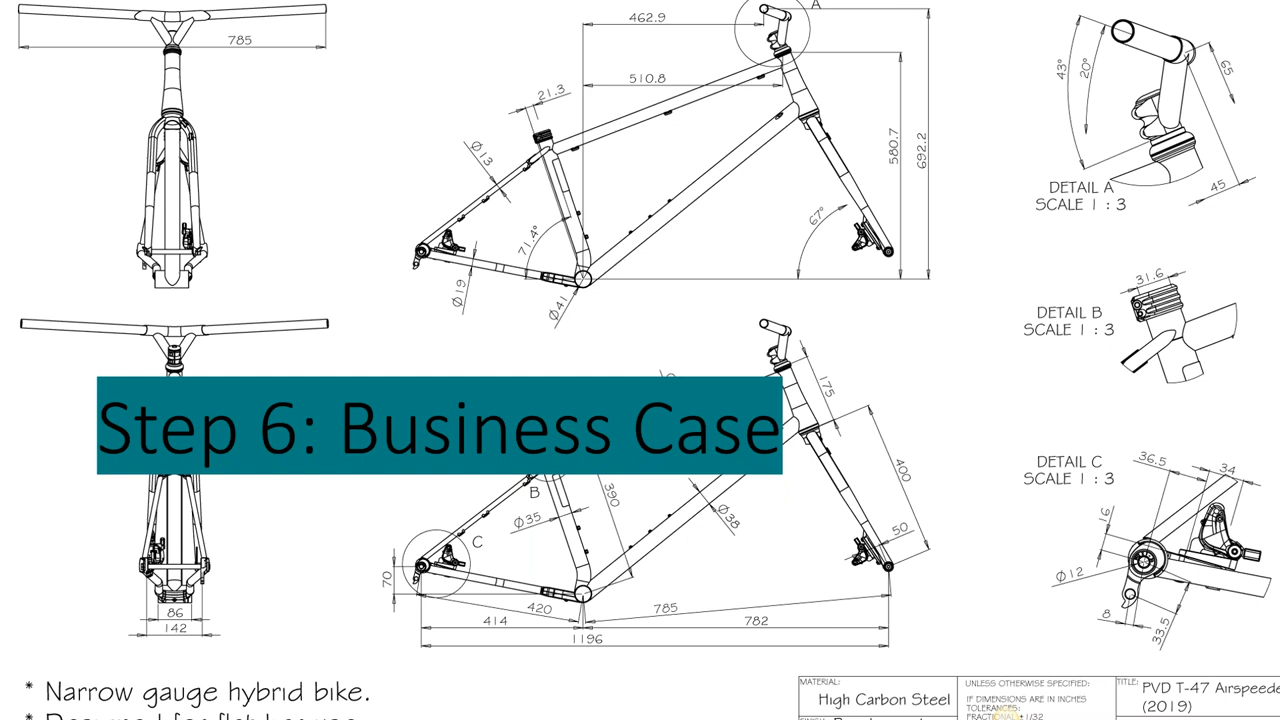 785
462.9
A
510.8
21.3
Ø13
580.7
692.2
71.4°
67°
Ø19
Ø41
43°
20°
65
45
DETAIL A
SCALE 1 : 3
31.6
DETAIL B
SCALE 1 : 3
Step 6: Business Case
175
400
B
390
Ø35
Ø38
50
C
70
420
785
414
782
1196
86
142
DETAIL C
SCALE 1 : 3
36.5
34
16
Ø12
8
33.5
* Narrow gauge hybrid bike.
MATERIAL:
High Carbon Steel
UNLESS OTHERWISE SPECIFIED:
IF DIMENSIONS ARE IN INCHES
TOLERANCES:
FRACTIONAL ± 1/32
TITLE:
PVD T-47 Airspeede
(2019)